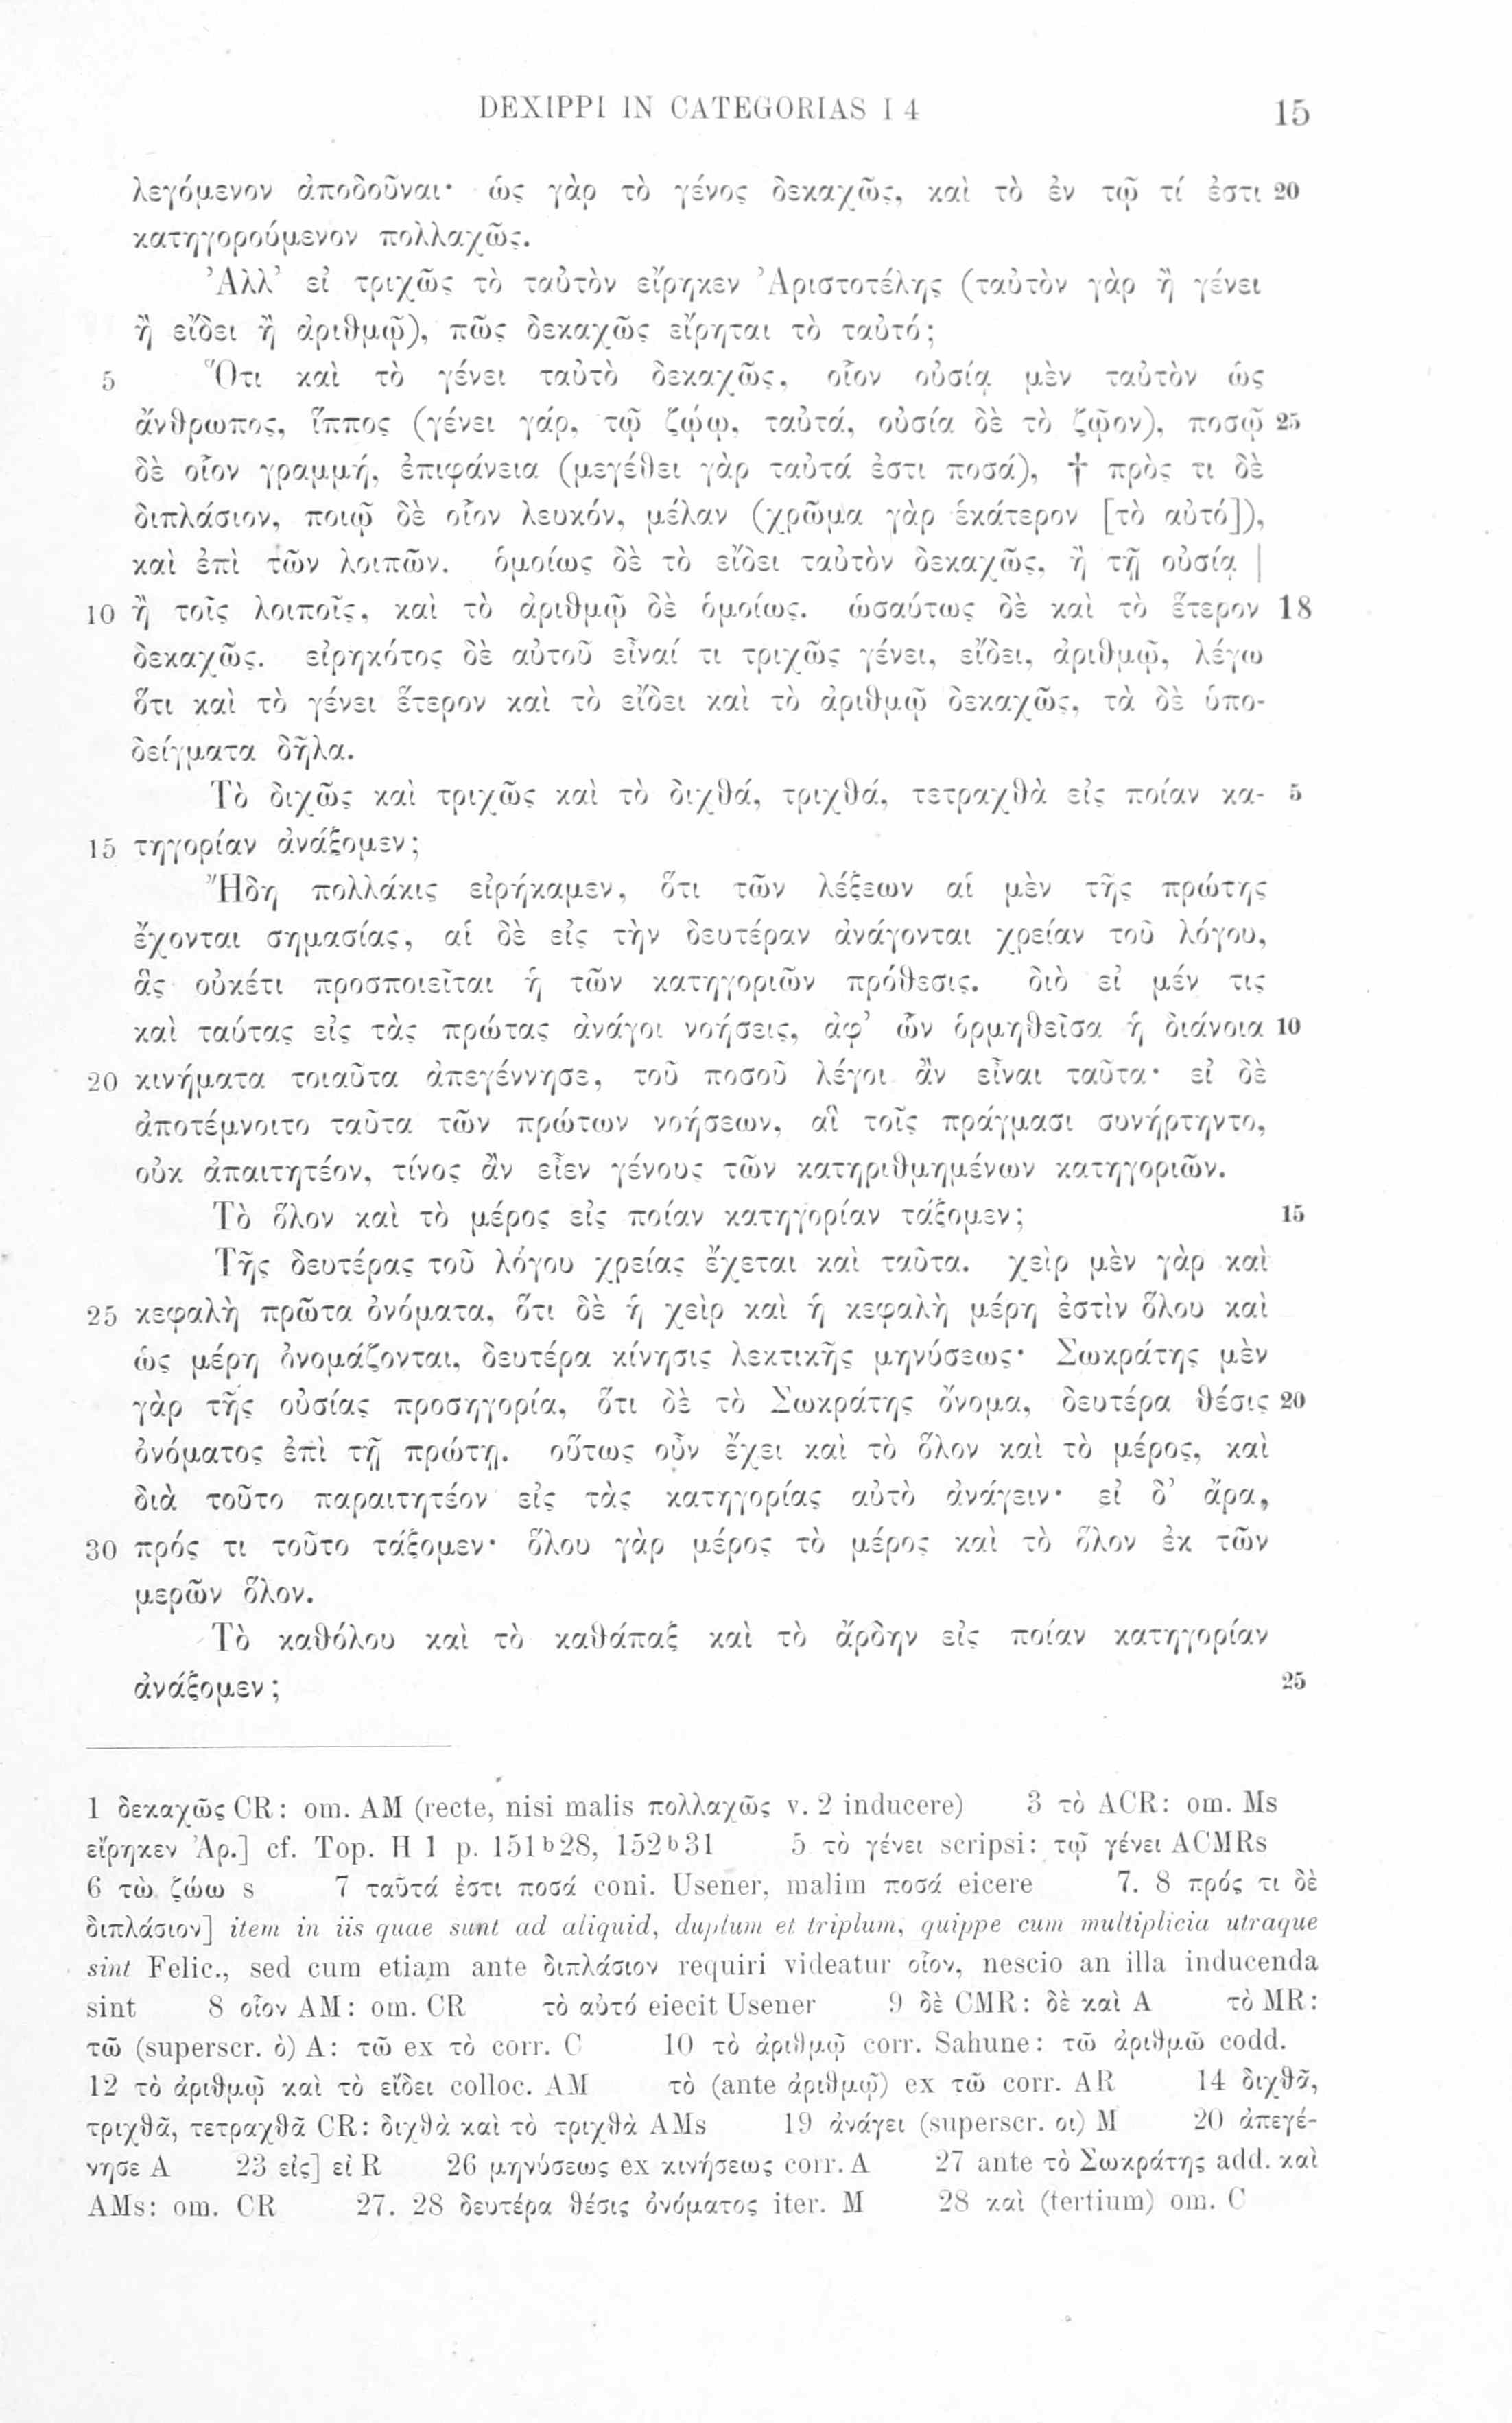 DEXIPPI IN CATEGORIAS I 4 15
λεγόμενον ἀποδοῦναι· ὡς γὰρ τὸ γένος δεκαχῶς, καὶ τὸ ἐν τῷ τί ἐστι 20
κατηγορούμενον πολλαχῶς.
Ἀλλ’ εἰ τριχῶς τὸ ταὐτὸν εἴρηκεν Ἀριστοτέλης (ταὐτὸν γὰρ ἢ γένει
ἢ εἴδει ἢ ἀριθμῷ), πῶς δεκαχῶς εἴρηται τὸ ταὐτό;
5 Ὅτι καὶ τὸ γένει ταὐτὸ δεκαχῶς, οἷον οὐσίᾳ μὲν ταὐτὸν ὡς
ἄνθρωπος, ἵππος (γένει γάρ, τῷ ζῴῳ, ταὐτά, οὐσία δὲ τὸ ζῷον), ποσῷ 25
δὲ οἷον γραμμή, ἐπιφάνεια (μεγέθει γὰρ ταὐτά ἐστι ποσά), † πρὸς τι δὲ
διπλάσιον, ποιῷ δὲ οἷον λευκόν, μέλαν (χρῶμα γὰρ ἑκάτερον [τὸ αὐτό]),
καὶ ἐπὶ τῶν λοιπῶν. ὁμοίως δὲ τὸ εἴδει ταὐτὸν δεκαχῶς, ἢ τῇ οὐσίᾳ |
10 ἢ τοῖς λοιποῖς, καὶ τὸ ἀριθμῷ δὲ ὁμοίως. ὡσαύτως δὲ καὶ τὸ ἕτερον 18
δεκαχῶς. εἰρηκότος δὲ αὐτοῦ εἶναί τι τριχῶς γένει, εἴδει, ἀριθμῷ, λέγω
ὅτι καὶ τὸ γένει ἕτερον καὶ τὸ εἴδει καὶ τὸ ἀριθμῷ δεκαχῶς, τὰ δὲ ὑπο-
δείγματα δῆλα.
Τὸ διχῶς καὶ τριχῶς καὶ τὸ διχθά, τριχθά, τετραχθὰ εἰς ποίαν κα- 5
15 τηγορίαν ἀνάξομεν;
Ἤδη πολλάκις εἰρήκαμεν, ὅτι τῶν λέξεων αἱ μὲν τῆς πρώτης
ἔχονται σημασίας, αἱ δὲ εἰς τὴν δευτέραν ἀνάγονται χρείαν τοῦ λόγου,
ἃς οὐκέτι προσποιεῖται ἡ τῶν κατηγοριῶν πρόθεσις. διὸ εἰ μέν τις
καὶ ταύτας εἰς τὰς πρώτας ἀνάγοι νοήσεις, ἀφ’ ὧν ὁρμηθεῖσα ἡ διάνοια 10
20 κινήματα τοιαῦτα ἀπεγέννησε, τοῦ ποσοῦ λέγοι ἂν εἶναι ταῦτα· εἰ δὲ
ἀποτέμνοιτο ταῦτα τῶν πρώτων νοήσεων, αἳ τοῖς πράγμασι συνήρτηντο,
οὐκ ἀπαιτητέον, τίνος ἂν εἶεν γένους τῶν κατηριθμημένων κατηγοριῶν.
Τὸ ὅλον καὶ τὸ μέρος εἰς ποίαν κατηγορίαν τάξομεν; 15
Τῆς δευτέρας τοῦ λόγου χρείας ἔχεται καὶ ταῦτα. χεὶρ μὲν γὰρ καὶ
25 κεφαλὴ πρῶτα ὀνόματα, ὅτι δὲ ἡ χεὶρ καὶ ἡ κεφαλὴ μέρη ἐστὶν ὅλου καὶ
ὡς μέρη ὀνομάζονται, δευτέρα κίνησις λεκτικῆς μηνύσεως· Σωκράτης μὲν
γὰρ τῆς οὐσίας προσηγορία, ὅτι δὲ τὸ Σωκράτης ὄνομα, δευτέρα θέσις 20
ὀνόματος ἐπὶ τῇ πρώτῃ. οὕτως οὖν ἔχει καὶ τὸ ὅλον καὶ τὸ μέρος, καὶ
διὰ τοῦτο παραιτητέον εἰς τὰς κατηγορίας αὐτὸ ἀνάγειν· εἰ δ’ ἄρα,
30 πρός τι τοῦτο τάξομεν· ὅλου γὰρ μέρος τὸ μέρος καὶ τὸ ὅλον ἐκ τῶν
μερῶν ὅλον.
Τὸ καθόλου καὶ τὸ καθάπαξ καὶ τὸ ἄρδην εἰς ποίαν κατηγορίαν
ἀνάξομεν; 25
1 δεκαχῶς CR: om. AM (recte, nisi malis πολλαχῶς v. 2 inducere) 3 τὸ ACR: om. Ms
εἴρηκεν Ἀρ.] cf. Top. H 1 p. 151b28, 152b31 5 τὸ γένει scripsi: τῷ γένει ACMRs
6 τὼ ζώω s 7 ταὐτά ἐστι ποσά coni. Usener, malim ποσά eicere 7. 8 πρός τι δὲ
διπλάσιον] item in iis quae sunt ad aliquid, duplum et triplum, quippe cum multiplicia utraque
sint Felic., sed cum etiam ante διπλάσιον requiri videatur οἷον, nescio an illa inducenda
sint 8 οἷον AM: om. CR τὸ αὐτό eiecit Usener 9 δὲ CMR: δὲ καὶ A τὸ MR:
τῶ (superscr. ὸ) A: τῶ ex τὸ corr. C 10 τὸ ἀριθμῷ corr. Sahune: τῶ ἀριθμῶ codd.
12 τὸ ἀριθμῷ καὶ τὸ εἴδει colloc. AM τὸ (ante ἀριθμῷ) ex τῶ corr. AR 14 διχθᾶ,
τριχθᾶ, τετραχθᾶ CR: διχθὰ καὶ τὸ τριχθὰ AMs 19 ἀνάγει (superscr. οι) M 20 ἀπεγέ-
νησε A 23 εἰς] εἰ R 26 μηνύσεως ex κινήσεως corr. A 27 ante τὸ Σωκράτης add. καὶ
AMs: om. CR 27. 28 δευτέρα θέσις ὀνόματος iter. M 28 καὶ (tertium) om. C